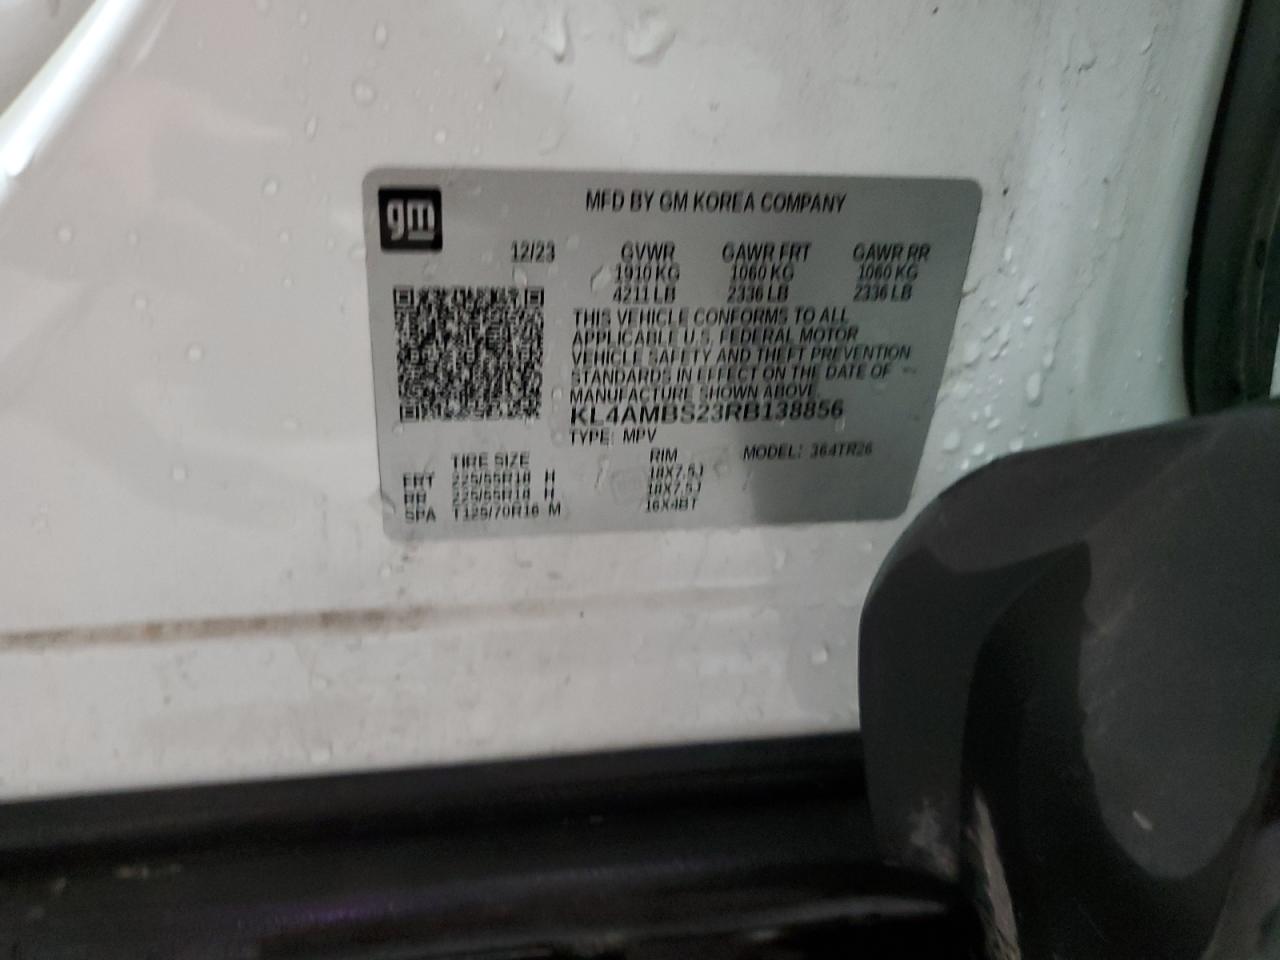 gm
MFD BY GM KOREA COMPANY
12/23 GVWR GAWR FRT GAWR RR
1910 KG 1060 KG 1060 KG
4211 LB 2336 LB 2336 LB
THIS VEHICLE CONFORMS TO ALL
APPLICABLE U.S. FEDERAL MOTOR
VEHICLE SAFETY AND THEFT PREVENTION
STANDARDS IN EFFECT ON THE DATE OF
MANUFACTURE SHOWN ABOVE.
KL4AMBS23RB138856
TYPE: MPV
MODEL: 364TR26
TIRE SIZE RIM
FRT 225/55R18 H 18X7.5J
RR 225/55R18 H 18X7.5J
SPA T125/70R16 M 16X4BT